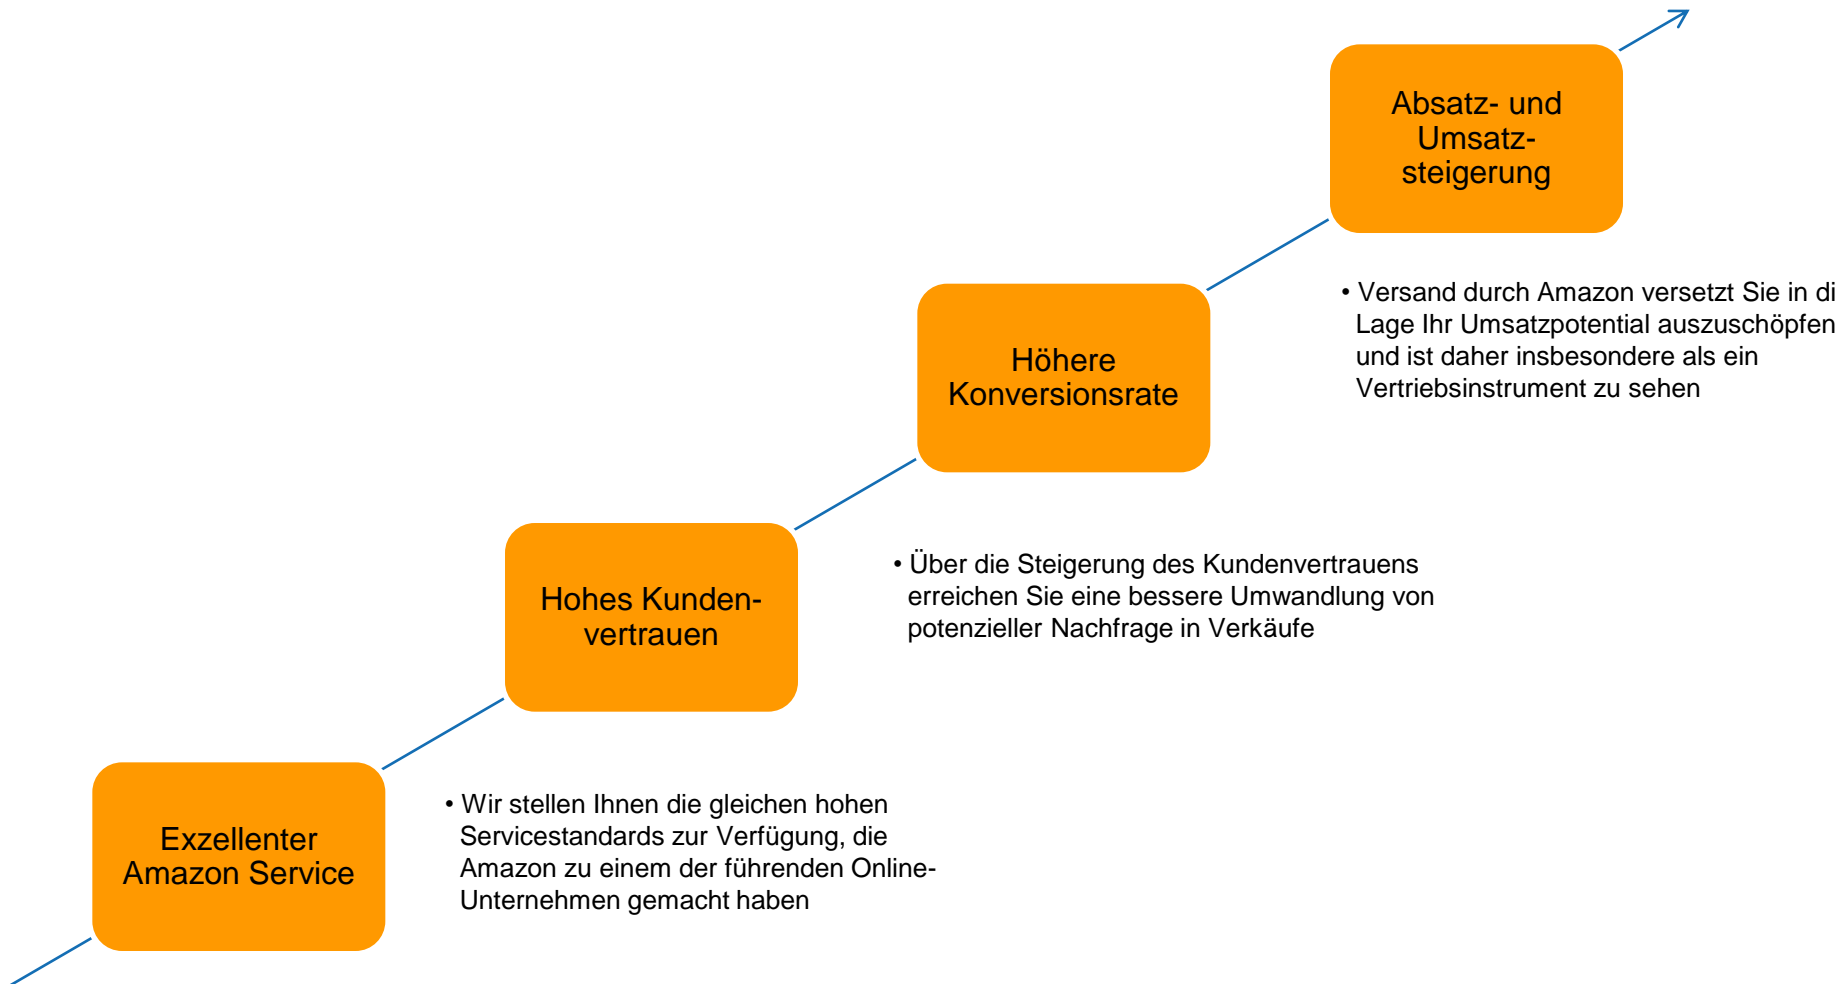 Absatz- und
Umsatz-
steigerung
• Versand durch Amazon versetzt Sie in di
Lage Ihr Umsatzpotential auszuschöpfen
und ist daher insbesondere als ein
Vertriebsinstrument zu sehen
Höhere
Konversionsrate
• Über die Steigerung des Kundenvertrauens
erreichen Sie eine bessere Umwandlung von
potenzieller Nachfrage in Verkäufe
Hohes Kunden-
vertrauen
• Wir stellen Ihnen die gleichen hohen
Servicestandards zur Verfügung, die
Amazon zu einem der führenden Online-
Unternehmen gemacht haben
Exzellenter
Amazon Service